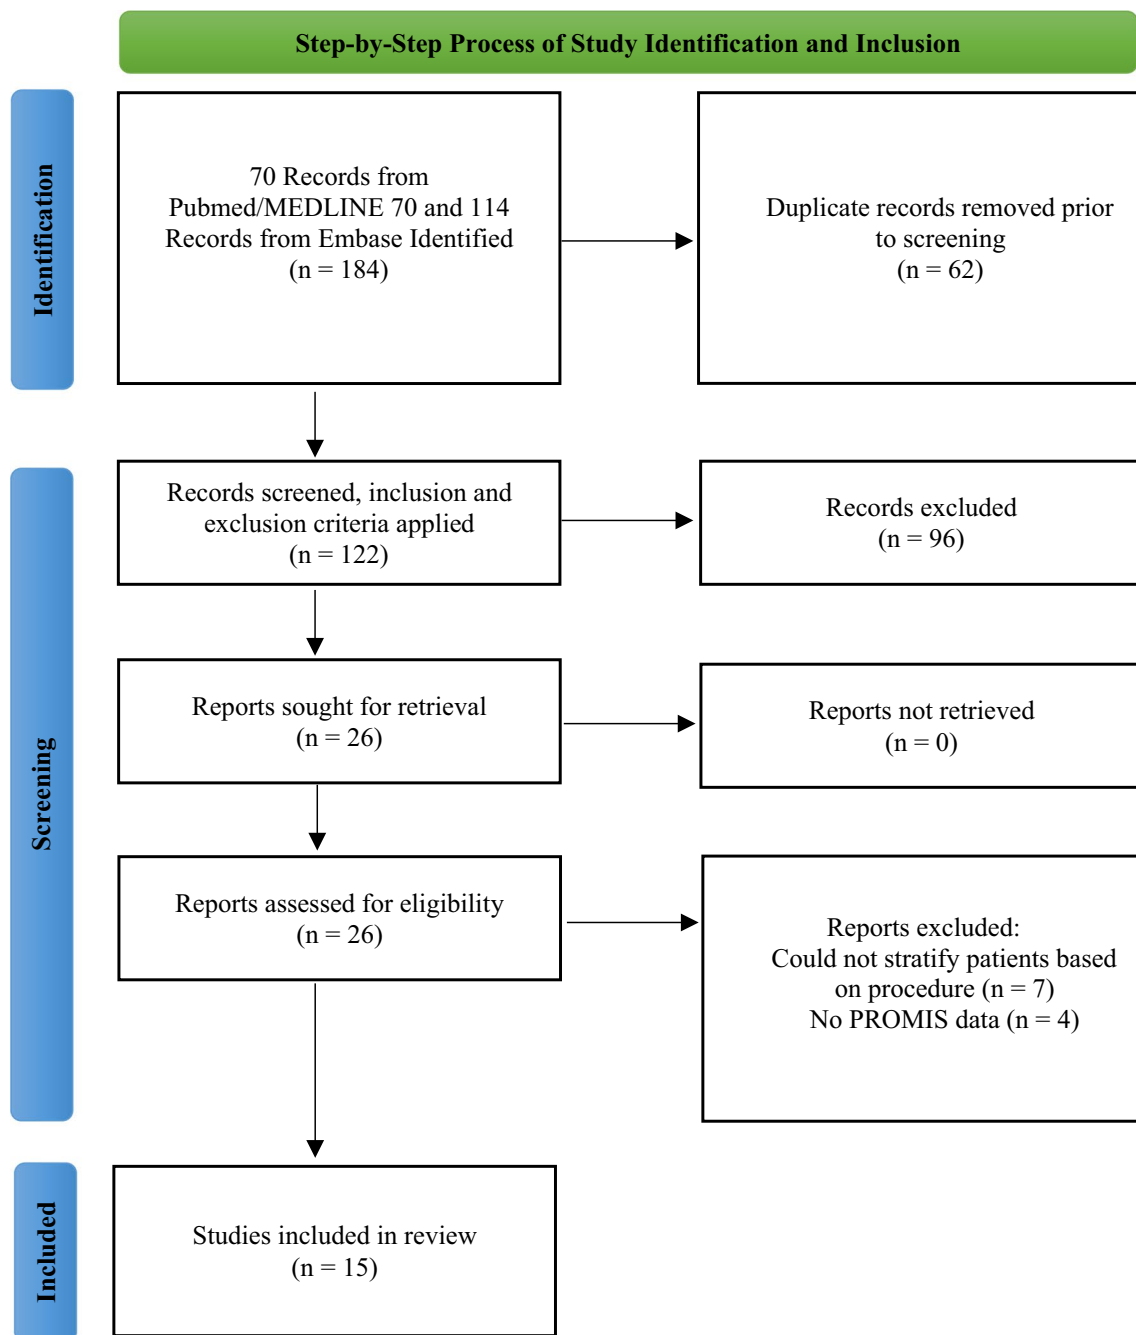 Step-by-Step Process of Study Identification and Inclusion
Identification
70 Records from
Pubmed/MEDLINE 70 and 114
Records from Embase Identified
(n = 184)
Duplicate records removed prior
to screening
(n = 62)
Screening
Records screened, inclusion and
exclusion criteria applied
(n = 122)
Records excluded
(n = 96)
Reports sought for retrieval
(n = 26)
Reports not retrieved
(n = 0)
Reports assessed for eligibility
(n = 26)
Reports excluded:
Could not stratify patients based
on procedure (n = 7)
No PROMIS data (n = 4)
Included
Studies included in review
(n = 15)